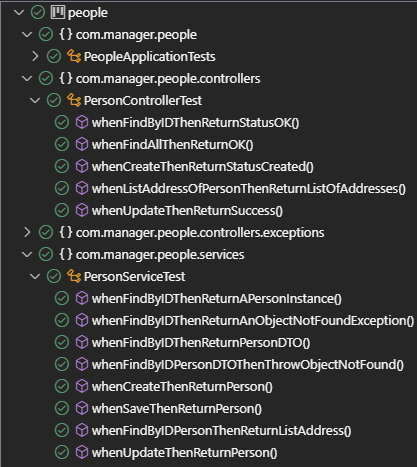 people
{ } com.manager.people
PeopleApplicationTests
{ } com.manager.people.controllers
PersonControllerTest
whenFindByIDThenReturnStatusOK()
whenFindAllThenReturnOK()
whenCreateThenReturnStatusCreated()
whenListAddressOfPersonThenReturnListOfAddresses()
whenUpdateThenReturnSuccess()
{ } com.manager.people.controllers.exceptions
{ } com.manager.people.services
PersonServiceTest
whenFindByIDThenReturnAPersonInstance()
whenFindByIDThenReturnAnObjectNotFoundException()
whenFindByIDThenReturnPersonDTO()
whenFindByIDPersonDTOThenThrowObjectNotFound()
whenCreateThenReturnPerson()
whenSaveThenReturnPerson()
whenFindByIDPersonThenReturnListAddress()
whenUpdateThenReturnPerson()